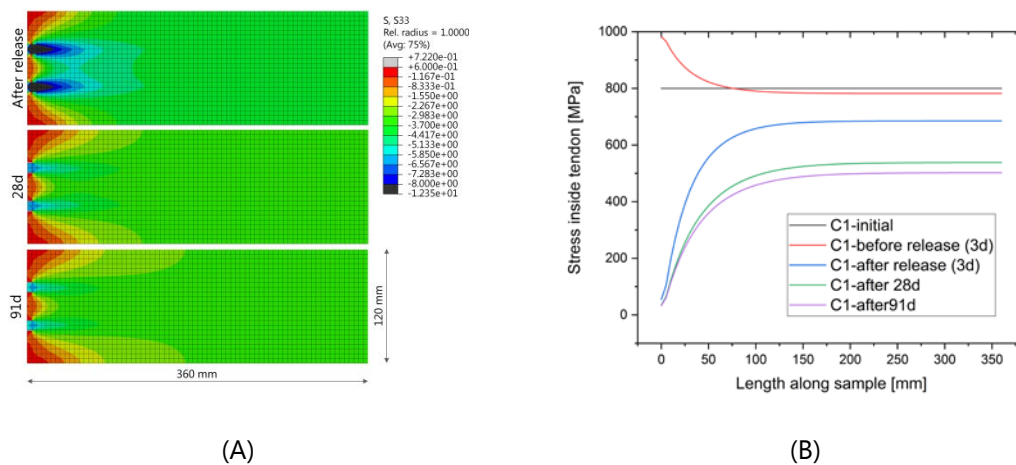 S, S33
Rel. radius = 1.0000
(Avg: 75%)
+7.220e-01
+6.000e-01
-1.167e-01
-8.333e-01
-1.550e+00
-2.267e+00
-2.983e+00
-3.700e+00
-4.417e+00
-5.133e+00
-5.850e+00
-6.567e+00
-7.283e+00
-8.000e+00
-1.235e+01
After release
28d
91d
120 mm
360 mm
(A)
1000
800
600
400
200
0
Stress inside tendon [MPa]
C1-initial
C1-before release (3d)
C1-after release (3d)
C1-after 28d
C1-after91d
0 50 100 150 200 250 300 350
Length along sample [mm]
(B)